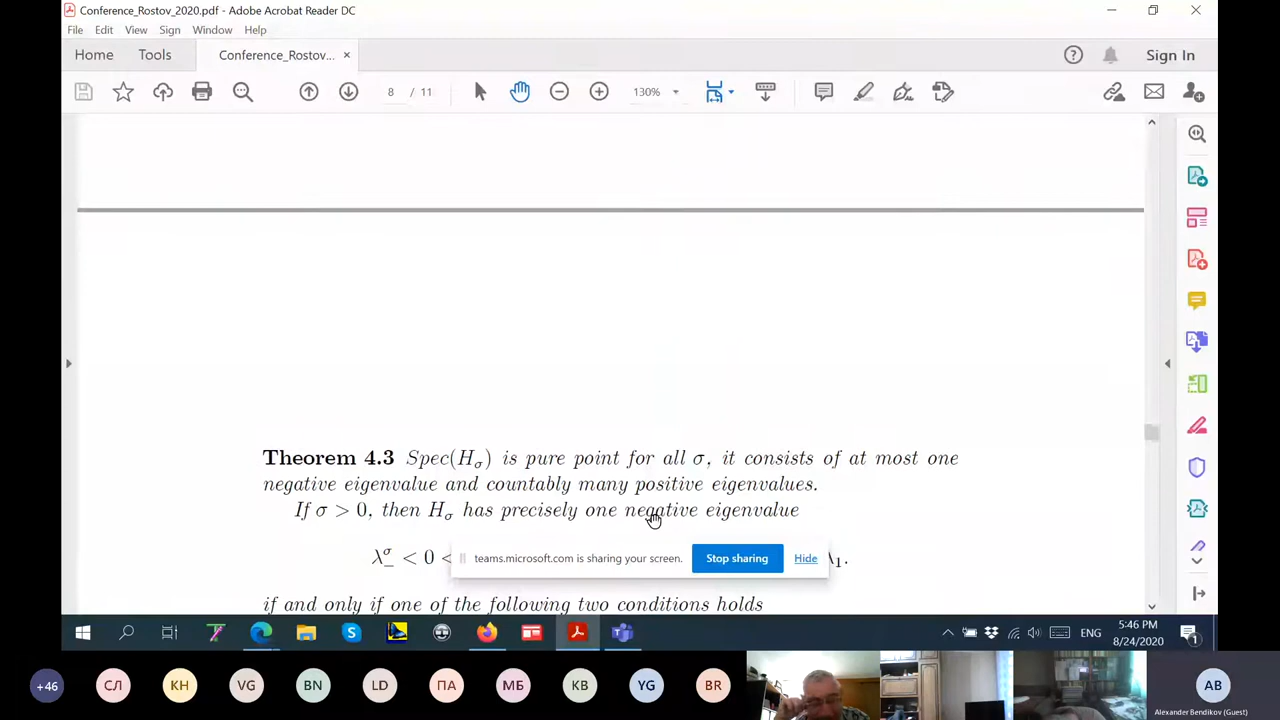 Conference_Rostov_2020.pdf - Adobe Acrobat Reader DC
File Edit View Sign Window Help
Home Tools Conference_Rostov... × Sign In
8 / 11 130%
Theorem 4.3 Spec(Hσ) is pure point for all σ, it consists of at most one
negative eigenvalue and countably many positive eigenvalues.
If σ > 0, then Hσ has precisely one negative eigenvalue
λσ− < 0 < λ1.
teams.microsoft.com is sharing your screen. Stop sharing Hide
if and only if one of the following two conditions holds
ENG 5:46 PM
8/24/2020 1
+46 СЛ КН VG BN LD ПА МБ КВ YG BR AB
Alexander Bendikov (Guest)